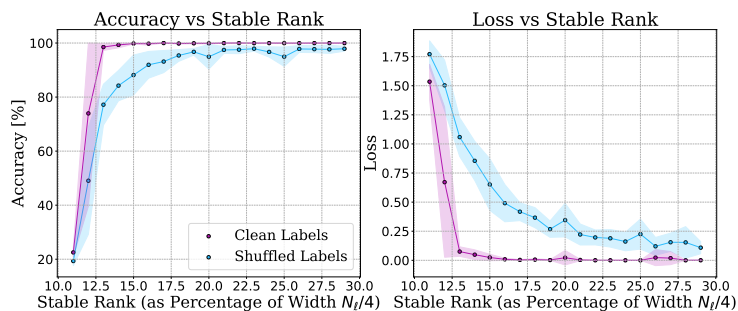 Accuracy vs Stable Rank
Accuracy [%]
100
80
60
40
20
Clean Labels
Shuffled Labels
10.0 12.5 15.0 17.5 20.0 22.5 25.0 27.5 30.0
Stable Rank (as Percentage of Width Nℓ/4)
Loss vs Stable Rank
Loss
1.75
1.50
1.25
1.00
0.75
0.50
0.25
0.00
10.0 12.5 15.0 17.5 20.0 22.5 25.0 27.5 30.0
Stable Rank (as Percentage of Width Nℓ/4)